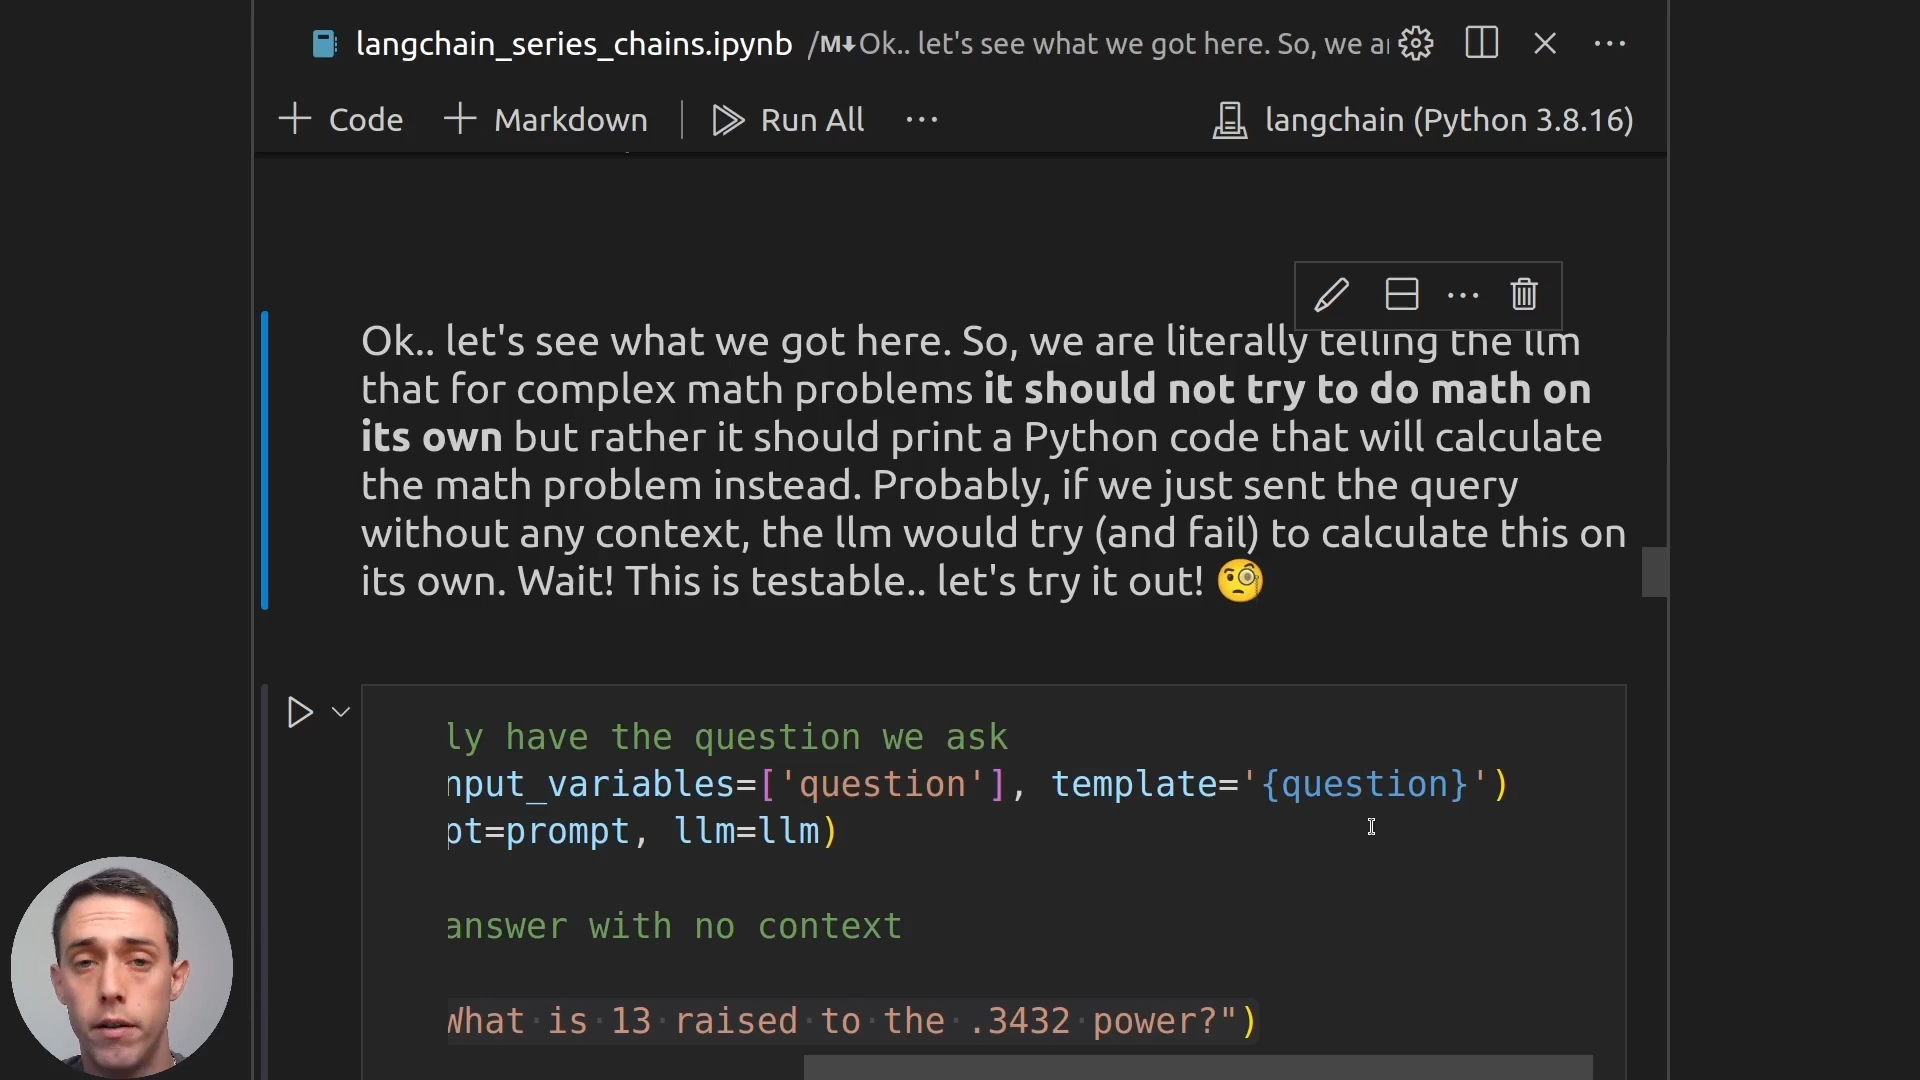 langchain_series_chains.ipynb /M↓Ok.. let's see what we got here. So, we ar
Code Markdown Run All ... langchain (Python 3.8.16)
Ok.. let's see what we got here. So, we are literally telling the llm
that for complex math problems it should not try to do math on
its own but rather it should print a Python code that will calculate
the math problem instead. Probably, if we just sent the query
without any context, the llm would try (and fail) to calculate this on
its own. Wait! This is testable.. let's try it out! 🧐
ly have the question we ask
nput_variables=['question'], template='{question}')
pt=prompt, llm=llm)
answer with no context
What is 13 raised to the .3432 power?")